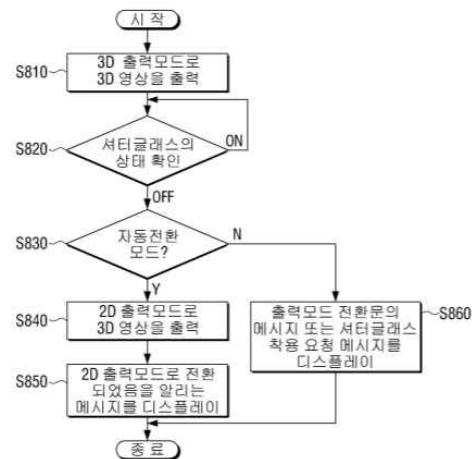 시 작
S810
3D 출력모드로
3D 영상을 출력
S820
셔터글래스의
상태 확인
ON
OFF
S830
자동전환
모드?
N
Y
S840
2D 출력모드로
3D 영상을 출력
출력모드 전환문의
메시지 또는 셔터글래스
착용 요청 메시지를
디스플레이
S860
S850
2D 출력모드로 전환
되었음을 알리는
메시지를 디스플레이
종 료